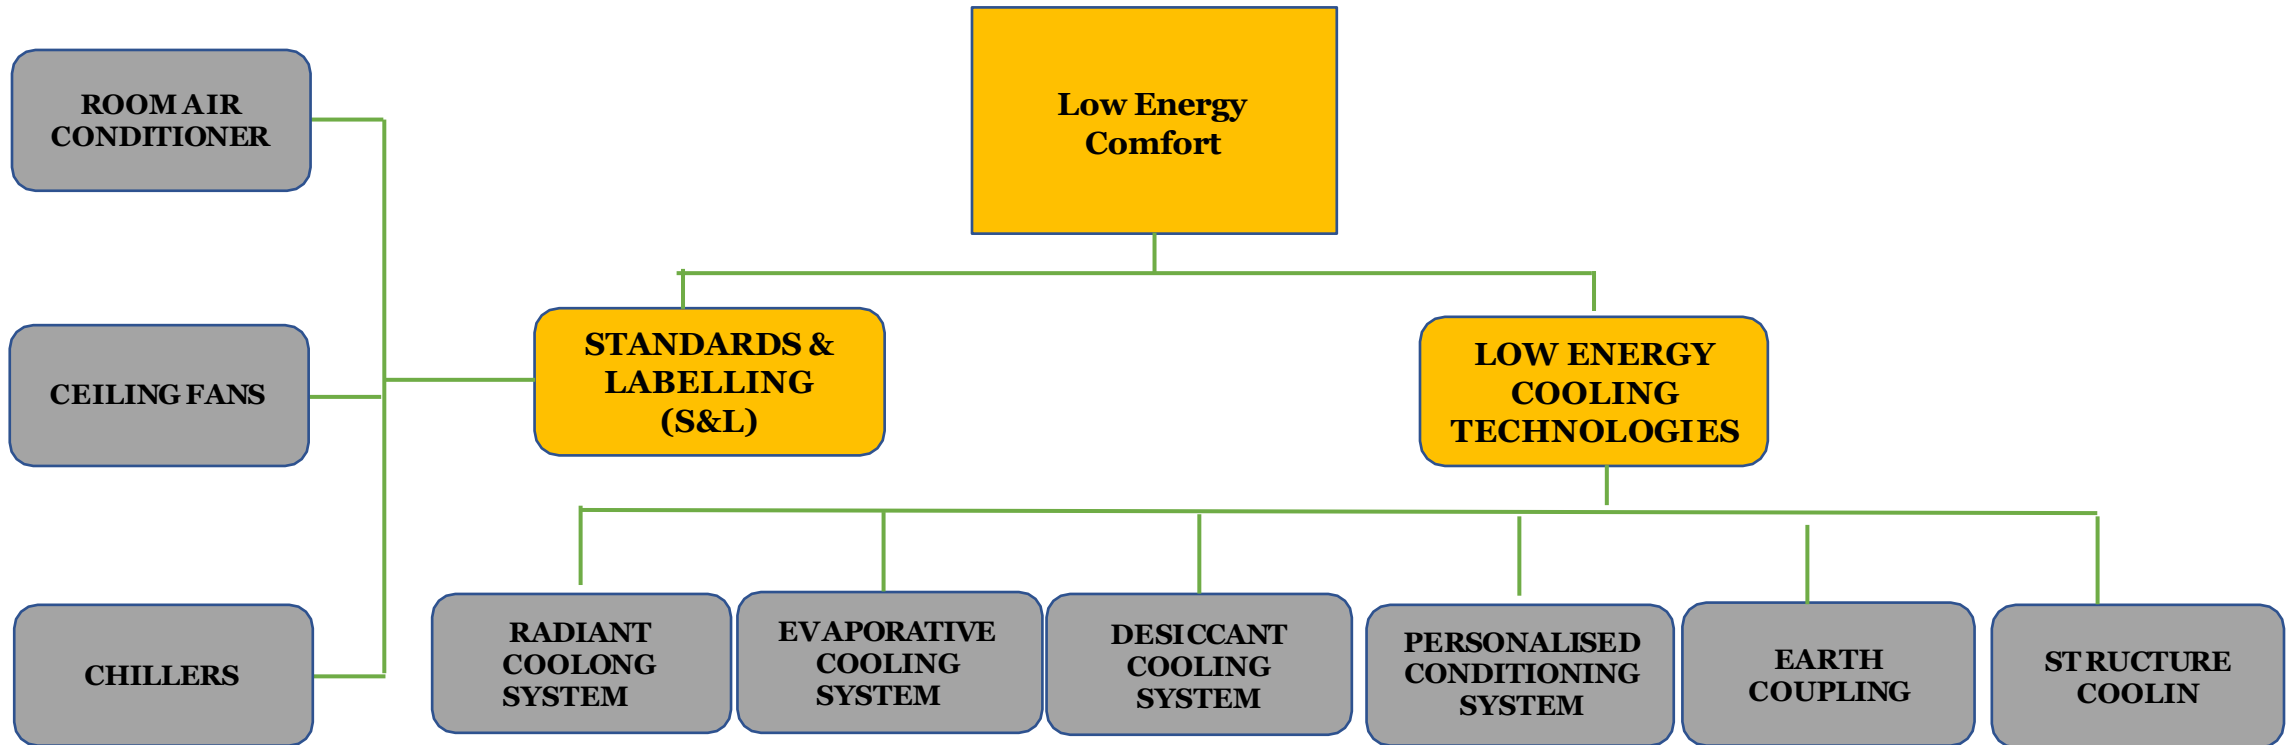 Low Energy
Comfort
ROOM AIR
CONDITIONER
STANDARDS &
LABELLING
(S&L)
LOW ENERGY
COOLING
TECHNOLOGIES
CEILING FANS
CHILLERS
RADIANT
COOLONG
SYSTEM
EVAPORATIVE
COOLING
SYSTEM
DESICCANT
COOLING
SYSTEM
PERSONALISED
CONDITIONING
SYSTEM
EARTH
COUPLING
STRUCTURE
COOLIN